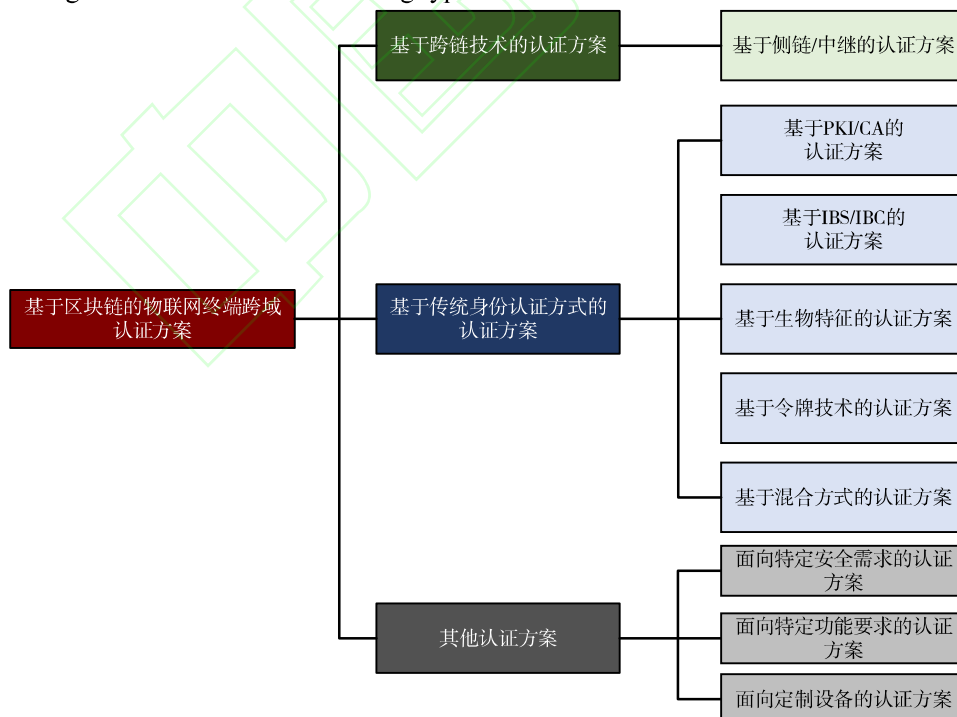 基于跨链技术的认证方案
基于侧链/中继的认证方案
基于PKI/CA的
认证方案
基于IBS/IBC的
认证方案
基于区块链的物联网终端跨域
认证方案
基于传统身份认证方式的
认证方案
基于生物特征的认证方案
基于令牌技术的认证方案
基于混合方式的认证方案
其他认证方案
面向特定安全需求的认证
方案
面向特定功能要求的认证
方案
面向定制设备的认证方案